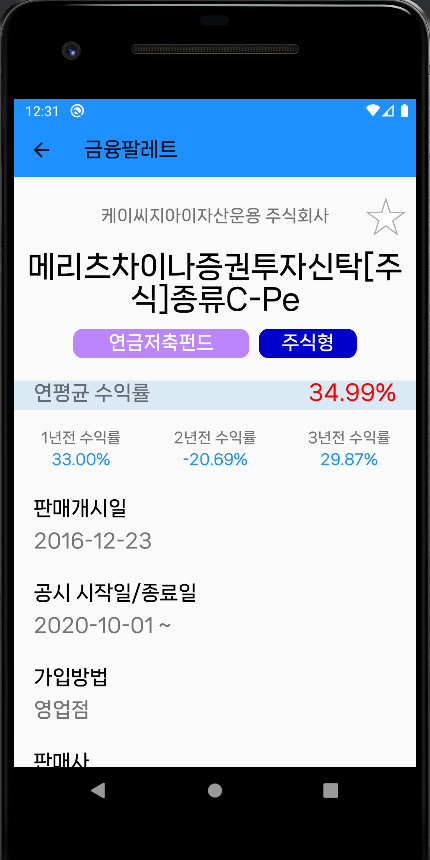 12:31
금융팔레트
케이씨지아이자산운용 주식회사
메리츠차이나증권투자신탁[주
식]종류C-Pe
연금저축펀드 주식형
연평균 수익률 34.99%
1년전 수익률 2년전 수익률 3년전 수익률
33.00% -20.69% 29.87%
판매개시일
2016-12-23
공시 시작일/종료일
2020-10-01 ~
가입방법
영업점
판매사